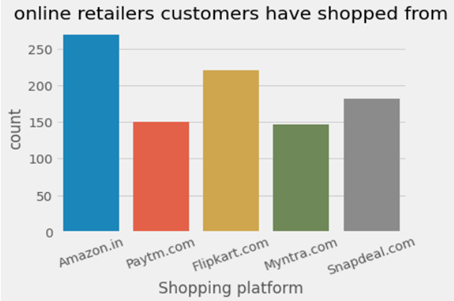 online retailers customers have shopped from
250
200
150
100
50
0
count
Amazon.in
Paytm.com
Flipkart.com
Myntra.com
Snapdeal.com
Shopping platform